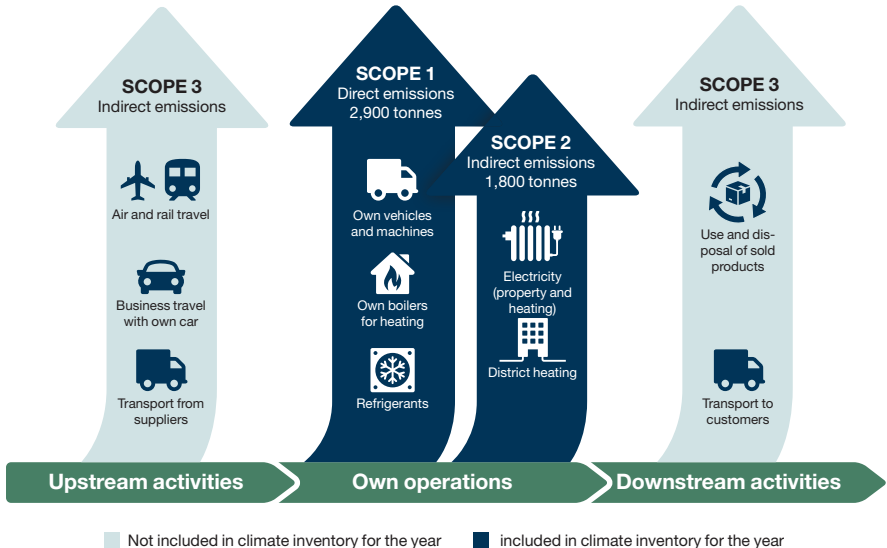 SCOPE 3
Indirect emissions
Air and rail travel
Business travel
with own car
Transport from
suppliers
SCOPE 1
Direct emissions
2,900 tonnes
Own vehicles
and machines
Own boilers
for heating
Refrigerants
SCOPE 2
Indirect emissions
1,800 tonnes
Electricity
(property and
heating)
District heating
SCOPE 3
Indirect emissions
Use and dis-
posal of sold
products
Transport to
customers
Upstream activities
Own operations
Downstream activities
Not included in climate inventory for the year
included in climate inventory for the year